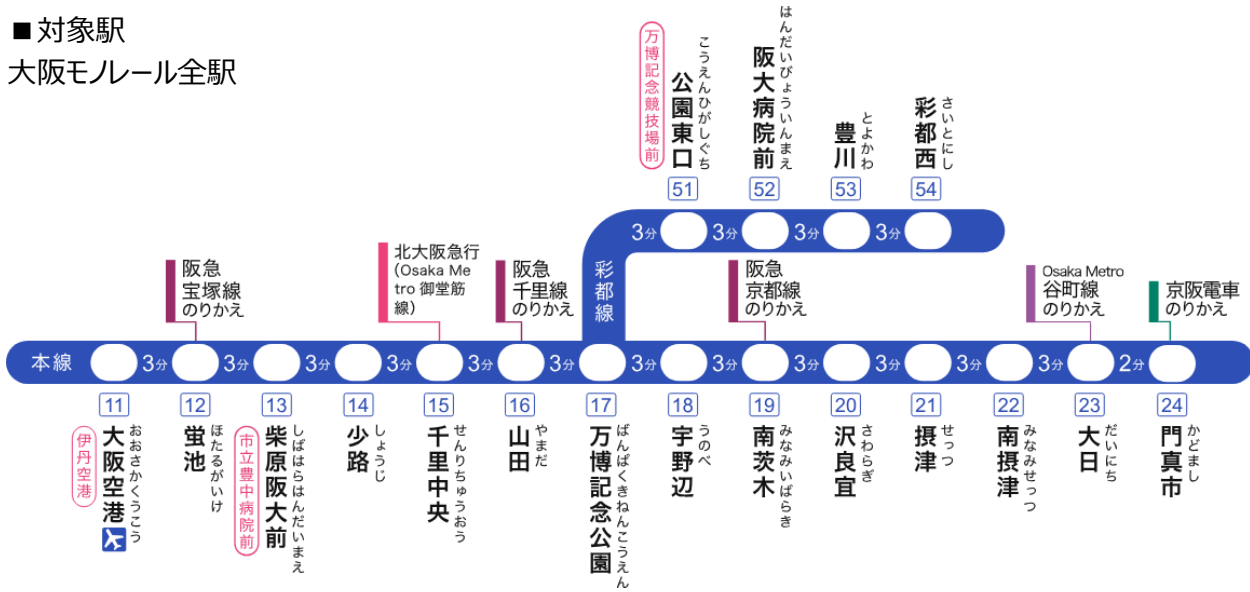 ■対象駅
大阪モノレール全駅
万博記念競技場前
公園東口
こうえんひがしぐち
51
阪大病院前
はんだいびょういんまえ
52
豊川
とよかわ
53
彩都西
さいとにし
54
3分
3分
3分
3分
彩都線
阪急
宝塚線
のりかえ
北大阪急行
(Osaka Me
tro 御堂筋
線）
阪急
千里線
のりかえ
阪急
京都線
のりかえ
Osaka Metro
谷町線
のりかえ
京阪電車
のりかえ
本線
3分
3分
3分
3分
3分
3分
3分
3分
3分
3分
3分
3分
2分
11
大阪空港
おおさかくうこう
伊丹空港
12
蛍池
ほたるがいけ
13
柴原阪大前
しばはらはんだいまえ
市立豊中病院前
14
少路
しょうじ
15
千里中央
せんりちゅうおう
16
山田
やまだ
17
万博記念公園
ばんぱくきねんこうえん
18
宇野辺
うのべ
19
南茨木
みなみいばらき
20
沢良宜
さわらぎ
21
摂津
せっつ
22
南摂津
みなみせっつ
23
大日
だいにち
24
門真市
かどまし